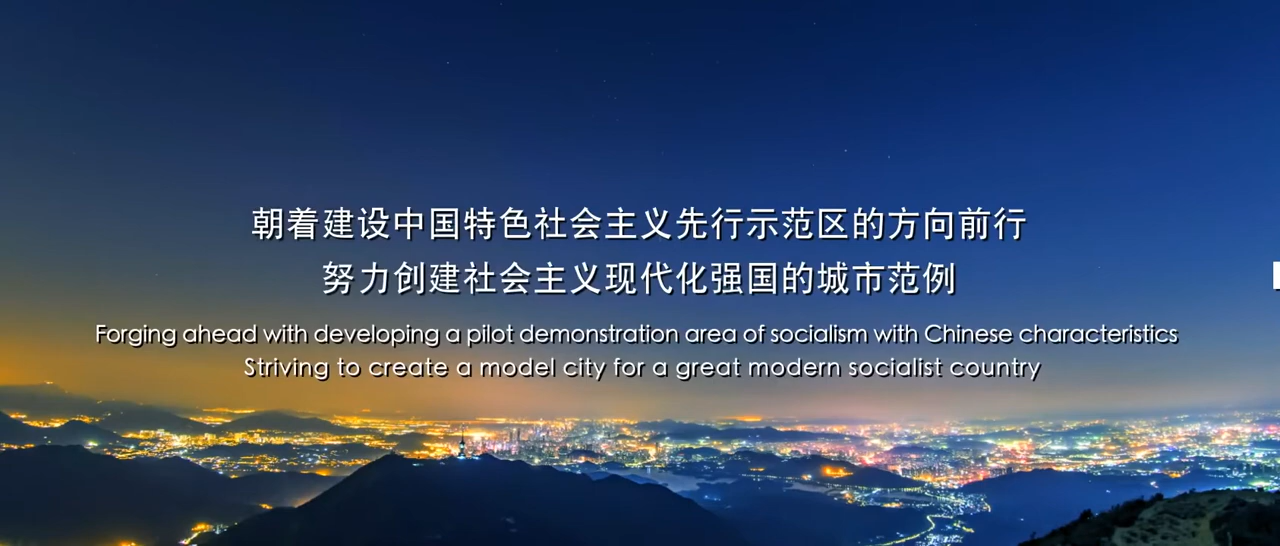 朝着建设中国特色社会主义先行示范区的方向前行
努力创建社会主义现代化强国的城市范例
Forging ahead with developing a pilot demonstration area of socialism with Chinese characteristics
Striving to create a model city for a great modern socialist country